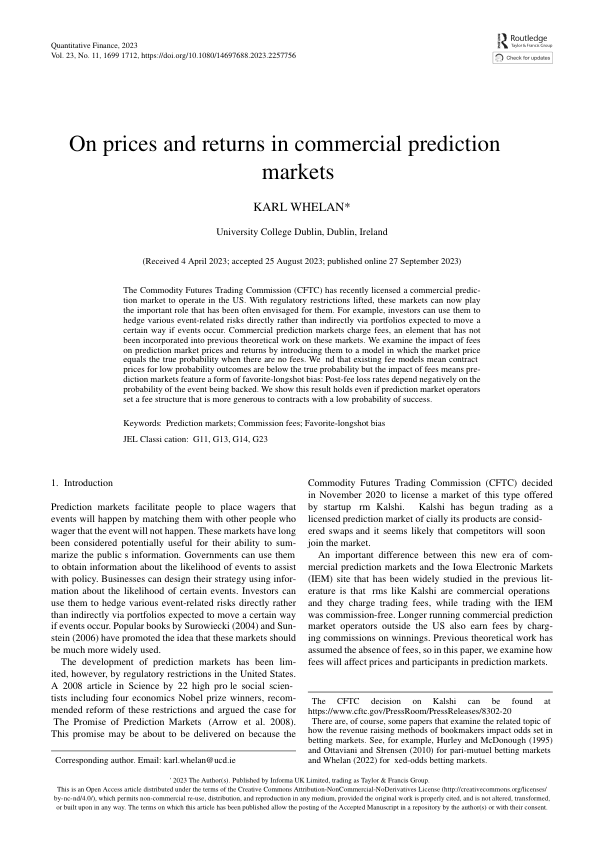 Quantitative Finance, 2023
Vol. 23, No. 11, 1699 1712, https://doi.org/10.1080/14697688.2023.2257756
Routledge
Taylor & Francis Group
Check for updates
On prices and returns in commercial prediction
markets
KARL WHELAN*
University College Dublin, Dublin, Ireland
(Received 4 April 2023; accepted 25 August 2023; published online 27 September 2023)
The Commodity Futures Trading Commission (CFTC) has recently licensed a commercial predic-
tion market to operate in the US. With regulatory restrictions lifted, these markets can now play
the important role that has been often envisaged for them. For example, investors can use them to
hedge various event-related risks directly rather than indirectly via portfolios expected to move a
certain way if events occur. Commercial prediction markets charge fees, an element that has not
been incorporated into previous theoretical work on these markets. We examine the impact of fees
on prediction market prices and returns by introducing them to a model in which the market price
equals the true probability when there are no fees. We nd that existing fee models mean contract
prices for low probability outcomes are below the true probability but the impact of fees means pre-
diction markets feature a form of favorite-longshot bias: Post-fee loss rates depend negatively on the
probability of the event being backed. We show this result holds even if prediction market operators
set a fee structure that is more generous to contracts with a low probability of success.
Keywords: Prediction markets; Commission fees; Favorite-longshot bias
JEL Classi cation: G11, G13, G14, G23
1. Introduction
Prediction markets facilitate people to place wagers that
events will happen by matching them with other people who
wager that the event will not happen. These markets have long
been considered potentially useful for their ability to sum-
marize the public s information. Governments can use them
to obtain information about the likelihood of events to assist
with policy. Businesses can design their strategy using infor-
mation about the likelihood of certain events. Investors can
use them to hedge various event-related risks directly rather
than indirectly via portfolios expected to move a certain way
if events occur. Popular books by Surowiecki (2004) and Sun-
stein (2006) have promoted the idea that these markets should
be much more widely used.
The development of prediction markets has been lim-
ited, however, by regulatory restrictions in the United States.
A 2008 article in Science by 22 high pro le social scien-
tists including four economics Nobel prize winners, recom-
mended reform of these restrictions and argued the case for
The Promise of Prediction Markets (Arrow et al. 2008).
This promise may be about to be delivered on because the
Corresponding author. Email: karl.whelan@ucd.ie
Commodity Futures Trading Commission (CFTC) decided
in November 2020 to license a market of this type offered
by startup rm Kalshi. Kalshi has begun trading as a
licensed prediction market of cially its products are consid-
ered swaps and it seems likely that competitors will soon
join the market.
An important difference between this new era of com-
mercial prediction markets and the Iowa Electronic Markets
(IEM) site that has been widely studied in the previous lit-
erature is that rms like Kalshi are commercial operations
and they charge trading fees, while trading with the IEM
was commission-free. Longer running commercial prediction
market operators outside the US also earn fees by charg-
ing commissions on winnings. Previous theoretical work has
assumed the absence of fees, so in this paper, we examine how
fees will affect prices and participants in prediction markets.
The CFTC decision on Kalshi can be found at
https://www.cftc.gov/PressRoom/PressReleases/8302-20
There are, of course, some papers that examine the related topic of
how the revenue raising methods of bookmakers impact odds set in
betting markets. See, for example, Hurley and McDonough (1995)
and Ottaviani and Slrensen (2010) for pari-mutuel betting markets
and Whelan (2022) for xed-odds betting markets.
' 2023 The Author(s). Published by Informa UK Limited, trading as Taylor & Francis Group.
This is an Open Access article distributed under the terms of the Creative Commons Attribution-NonCommercial-NoDerivatives License (http://creativecommons.org/licenses/
by-nc-nd/4.0/), which permits non-commercial re-use, distribution, and reproduction in any medium, provided the original work is properly cited, and is not altered, transformed,
or built upon in any way. The terms on which this article has been published allow the posting of the Accepted Manuscript in a repository by the author(s) or with their consent.